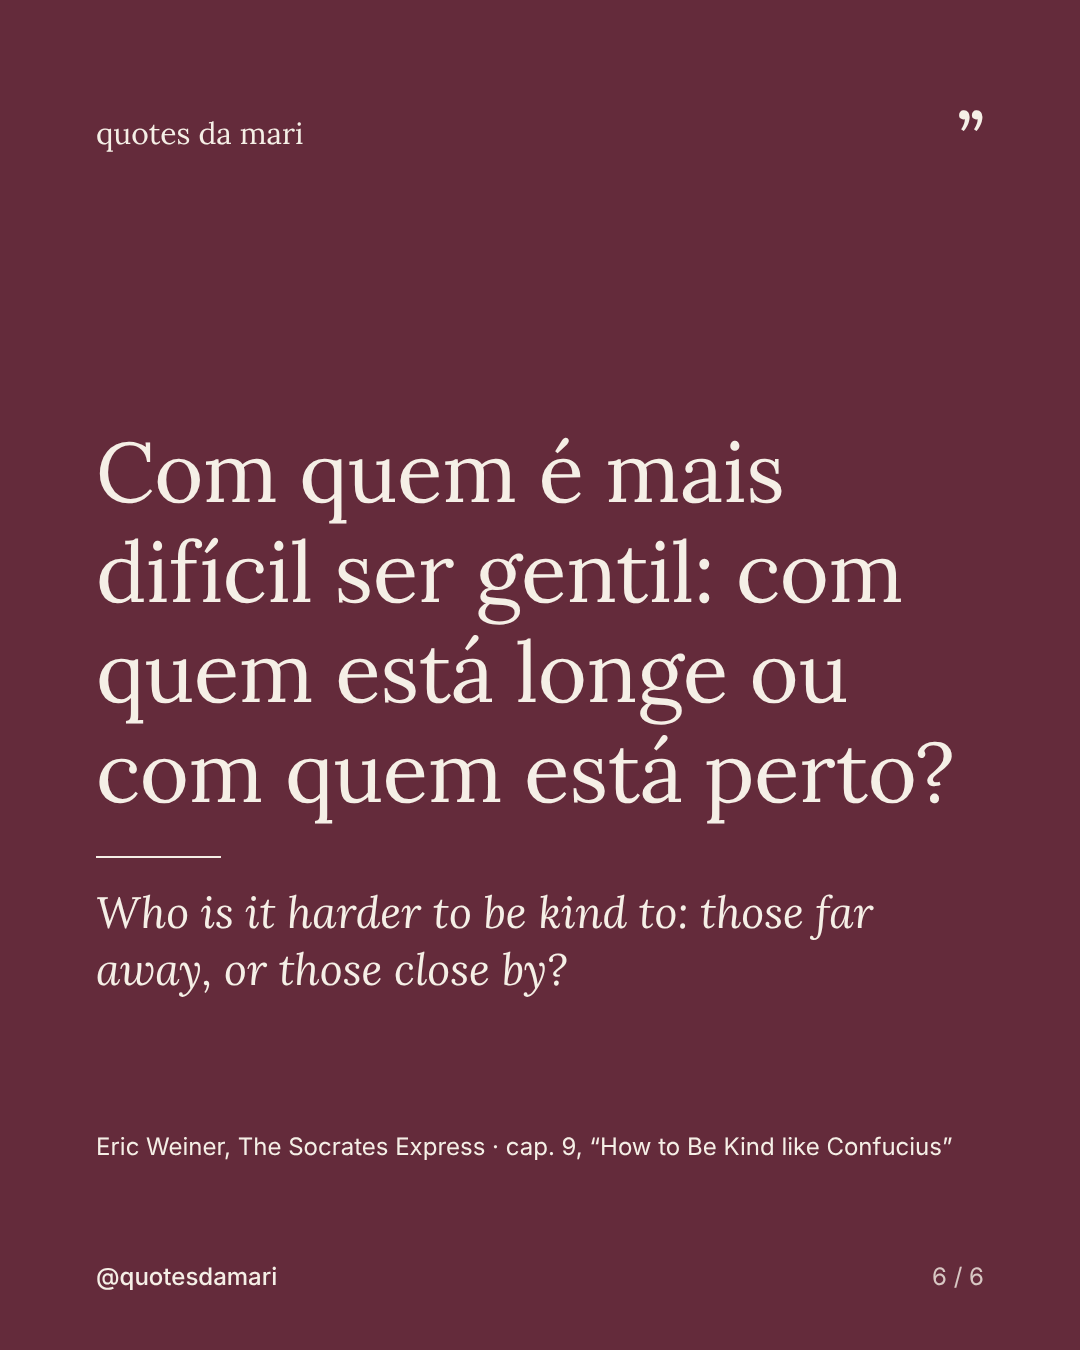 quotes da mari
”
Com quem é mais
difícil ser gentil: com
quem está longe ou
com quem está perto?
Who is it harder to be kind to: those far
away, or those close by?
Eric Weiner, The Socrates Express · cap. 9, “How to Be Kind like Confucius”
@quotesdamari
6 / 6